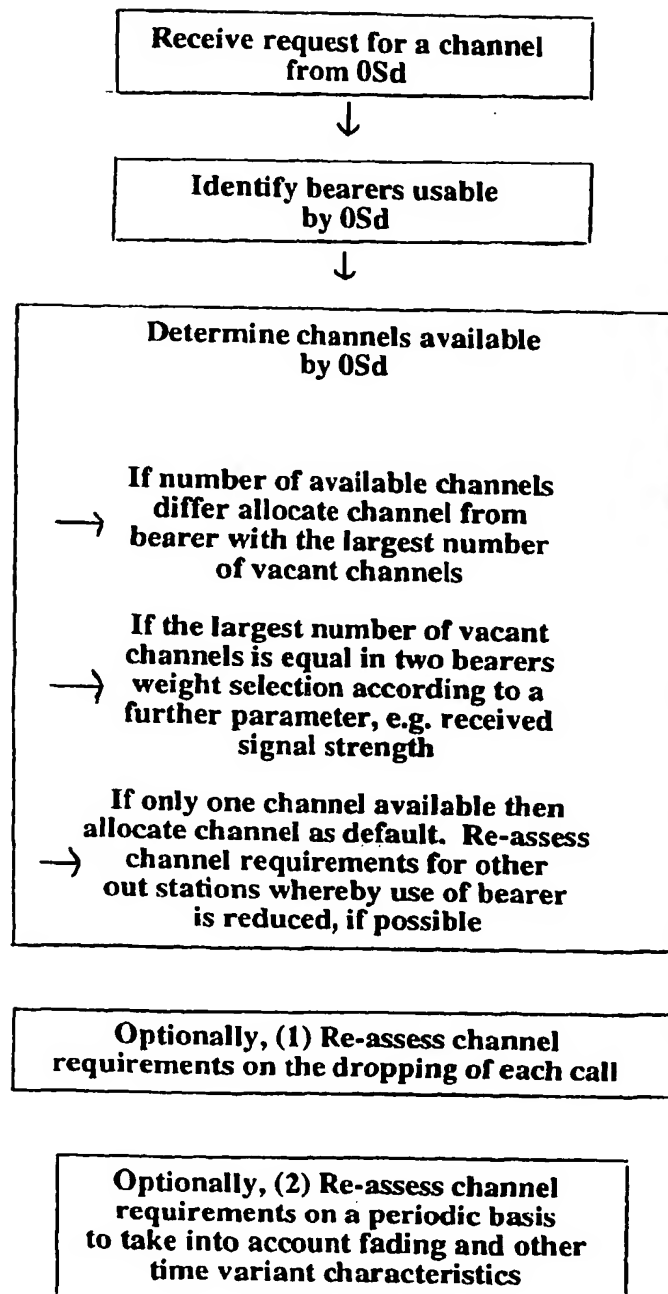 Receive request for a channel
from 0Sd
Identify bearers usable
by 0Sd
Determine channels available
by 0Sd
If number of available channels
differ allocate channel from
bearer with the largest number
of vacant channels
If the largest number of vacant
channels is equal in two bearers
weight selection according to a
further parameter, e.g. received
signal strength
If only one channel available then
allocate channel as default. Re-assess
channel requirements for other
out stations whereby use of bearer
is reduced, if possible
Optionally, (1) Re-assess channel
requirements on the dropping of each call
Optionally, (2) Re-assess channel
requirements on a periodic basis
to take into account fading and other
time variant characteristics